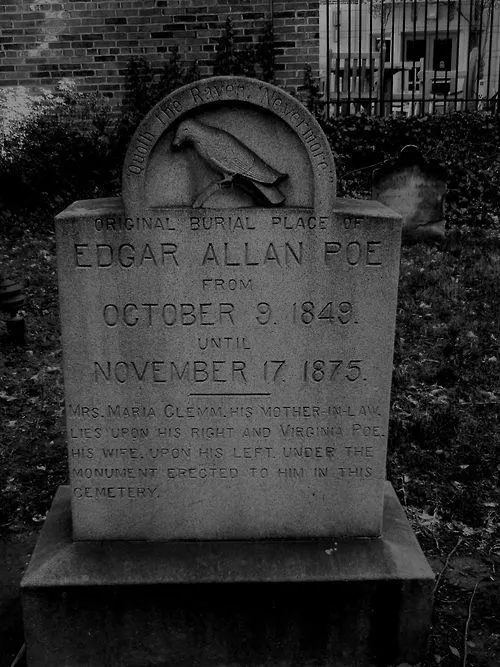 "Quoth the Raven, Nevermore."
ORIGINAL BURIAL PLACE OF
EDGAR ALLAN POE
FROM
OCTOBER 9. 1849.
UNTIL
NOVEMBER 17. 1875.
MRS. MARIA CLEMM, HIS MOTHER-IN-LAW,
LIES UPON HIS RIGHT AND VIRGINIA POE,
HIS WIFE, UPON HIS LEFT, UNDER THE
MONUMENT ERECTED TO HIM IN THIS
CEMETERY.